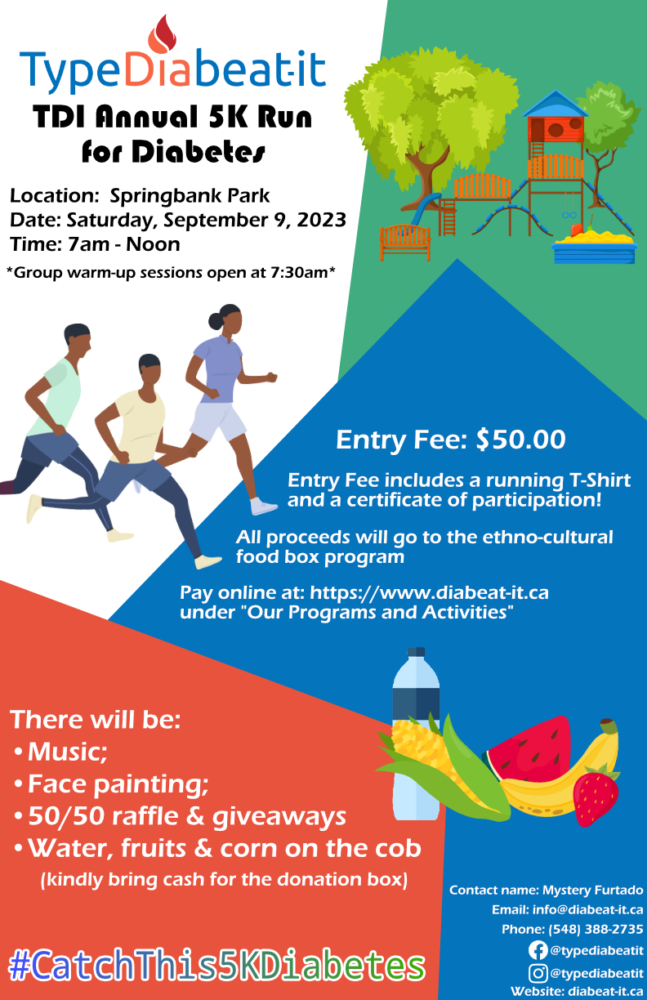 TypeDiabeat-it
TDI Annual 5K Run
for Diabetes
Location: Springbank Park
Date: Saturday, September 9, 2023
Time: 7am - Noon
*Group warm-up sessions open at 7:30am*
Entry Fee: $50.00
Entry Fee includes a running T-Shirt
and a certificate of participation!
All proceeds will go to the ethno-cultural
food box program
Pay online at: https://www.diabeat-it.ca
under "Our Programs and Activities"
There will be:
• Music;
• Face painting;
• 50/50 raffle & giveaways
• Water, fruits & corn on the cob
(kindly bring cash for the donation box)
#CatchThis5KDiabetes
Contact name: Mystery Furtado
Email: info@diabeat-it.ca
Phone: (548) 388-2735
@typediabeatit
@typediabeatit
Website: diabeat-it.ca